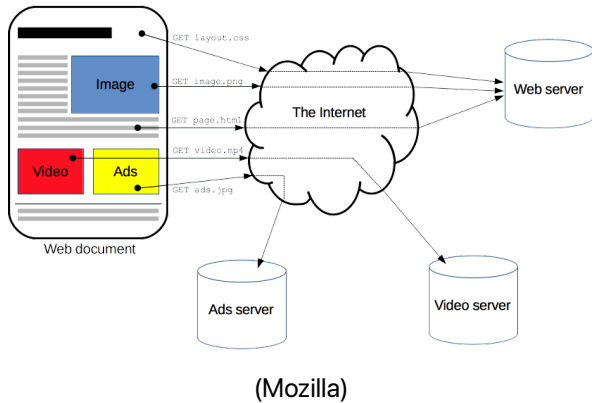 GET layout.css
Image
GET image.png
The Internet
Web server
GET page.html
GET video.mp4
Video
Ads
GET ads.jpg
Web document
Ads server
Video server
(Mozilla)